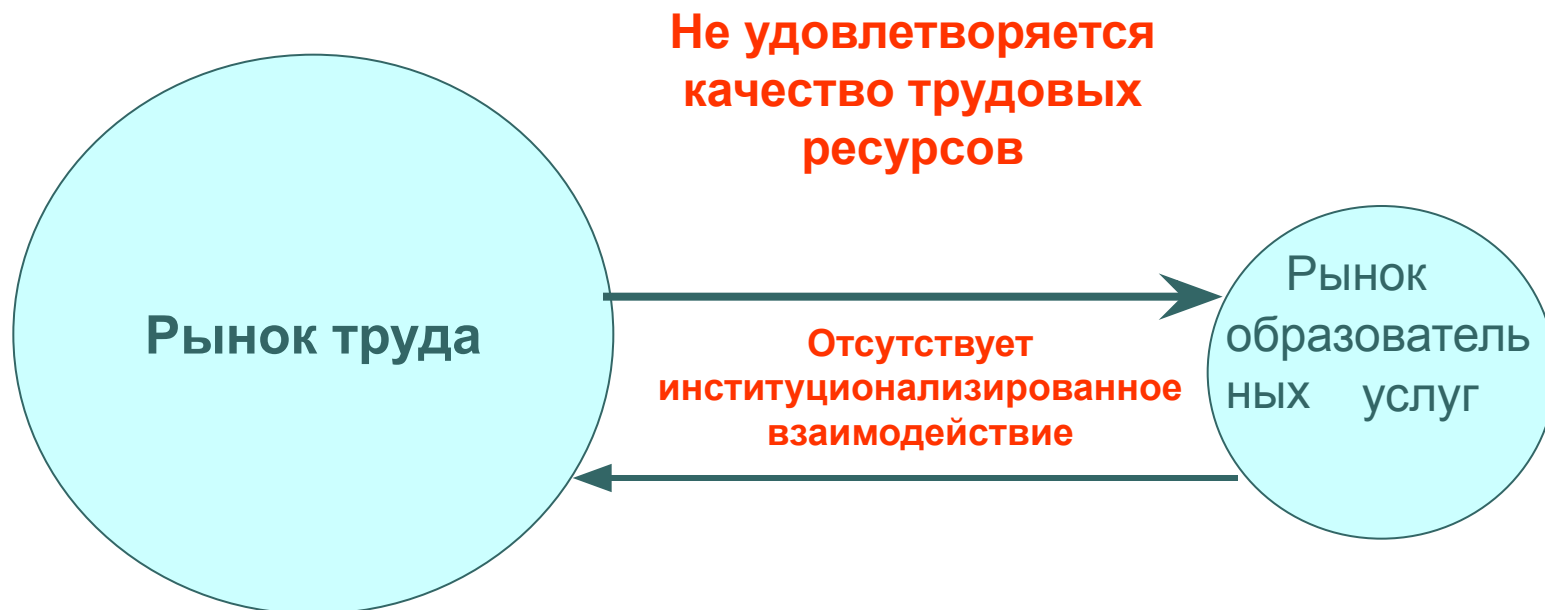 Не удовлетворяется
качество трудовых
ресурсов
Рынок труда
Отсутствует
институционализированное
взаимодействие
Рынок
образователь
ных услуг